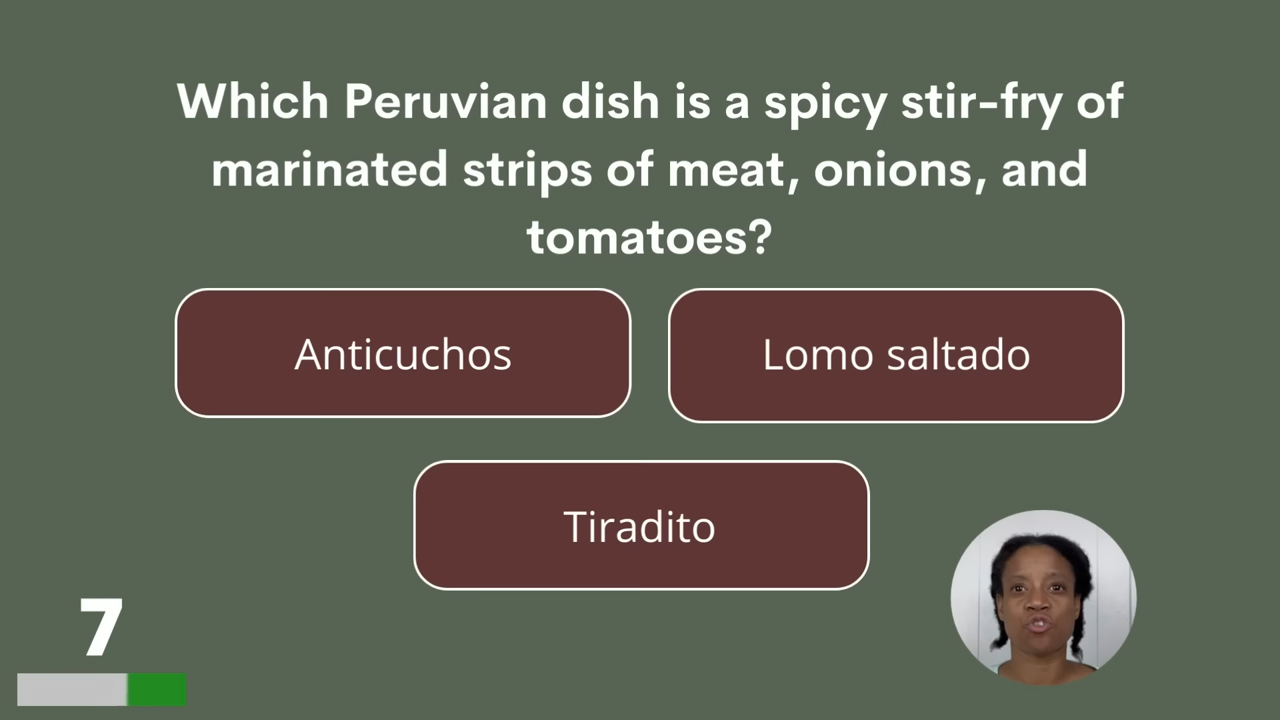 Which Peruvian dish is a spicy stir-fry of
marinated strips of meat, onions, and
tomatoes?
Anticuchos
Lomo saltado
Tiradito
7